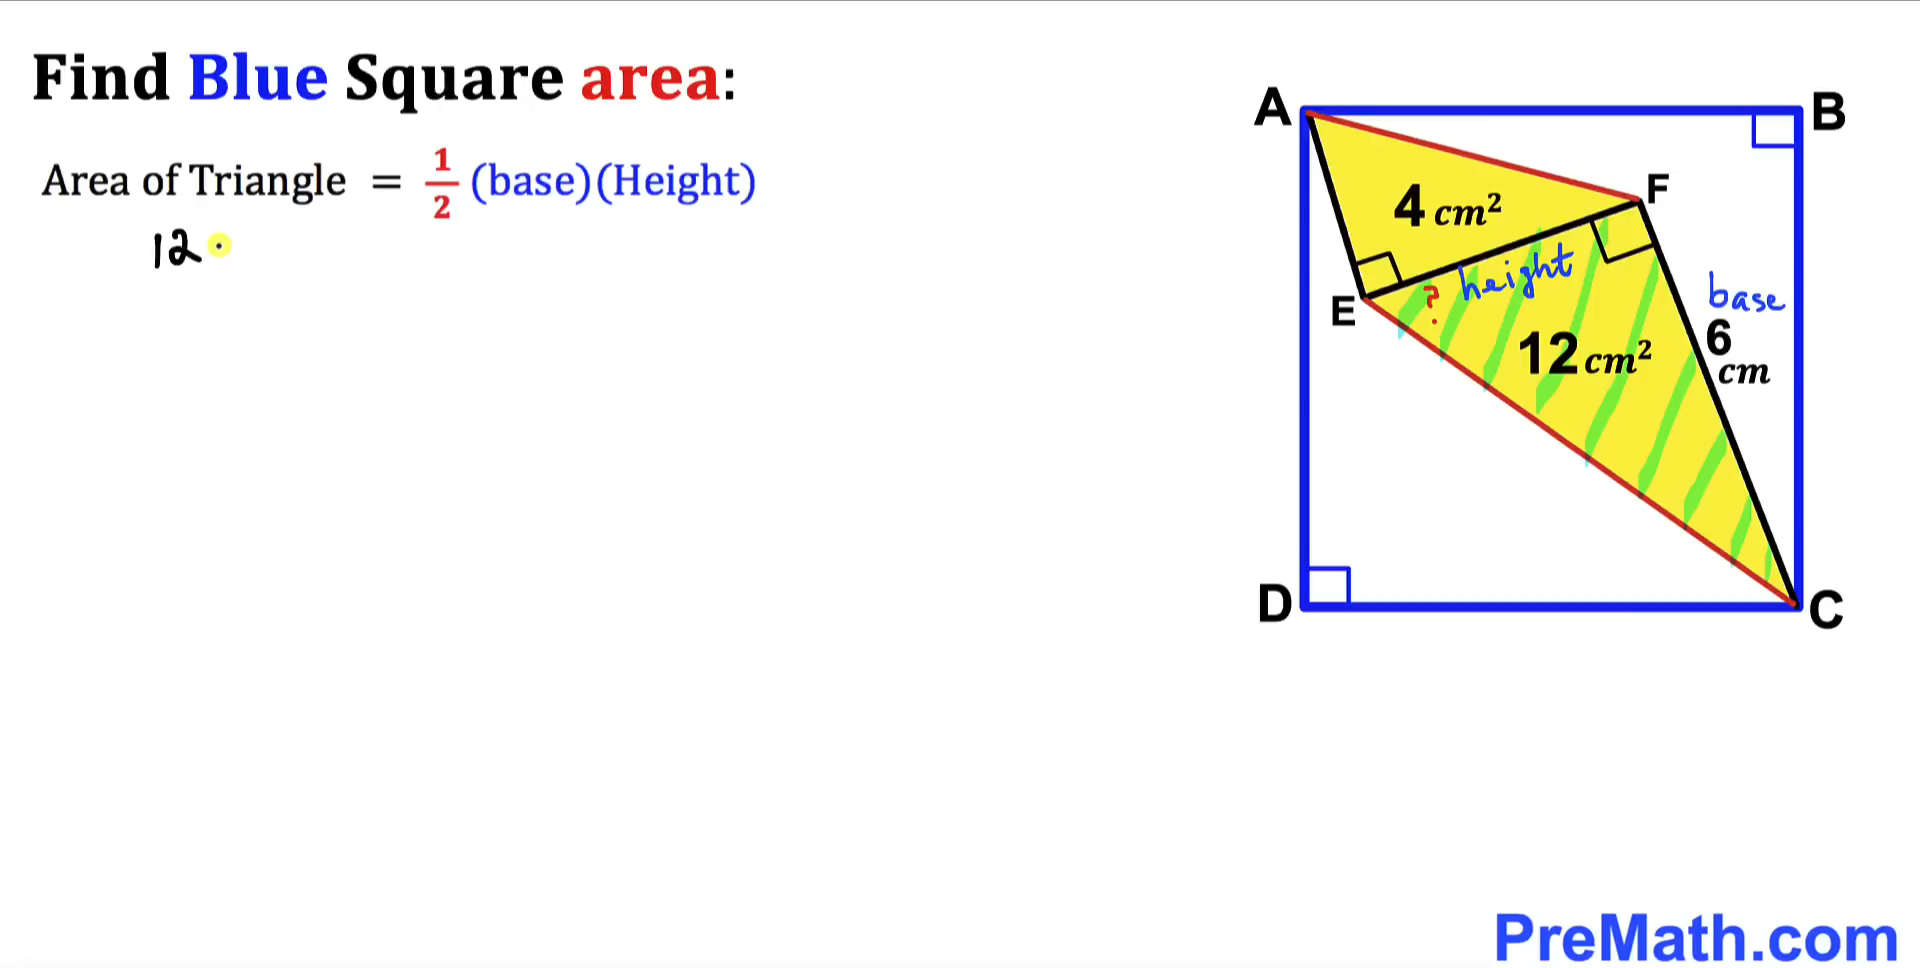 Find Blue Square area:
Area of Triangle = 1/2 (base)(Height)
12
A
B
F
4 cm²
height
E
?
base
6
cm
12 cm²
D
C
PreMath.com